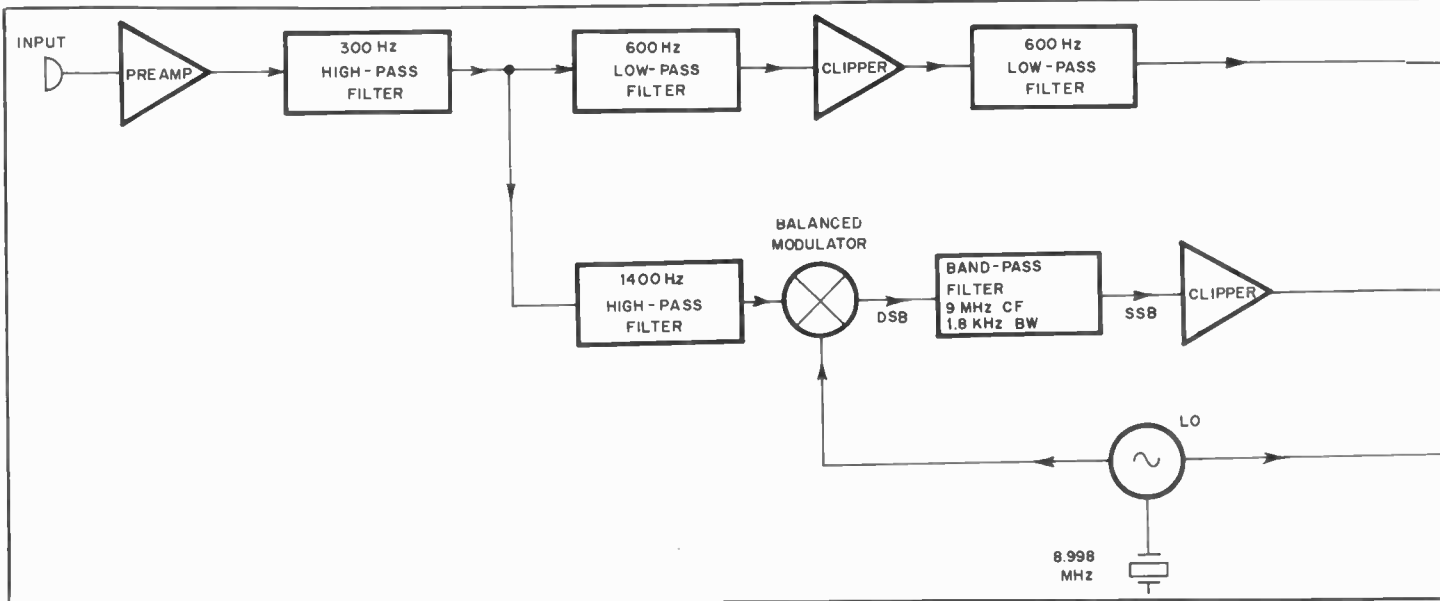 INPUT
PREAMP
300 Hz
HIGH-PASS
FILTER
600 Hz
LOW-PASS
FILTER
CLIPPER
600 Hz
LOW-PASS
FILTER
1400 Hz
HIGH-PASS
FILTER
BALANCED
MODULATOR
DSB
BAND-PASS
FILTER
9 MHz CF
1.8 KHz BW
SSB
CLIPPER
LO
8.998
MHz